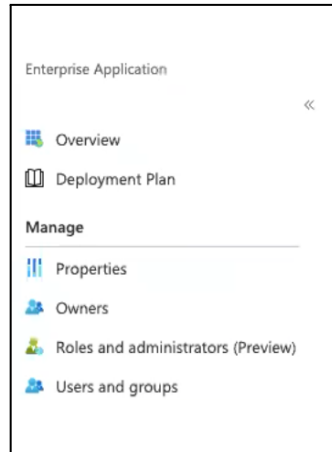 Enterprise Application
Overview
Deployment Plan
Manage
Properties
Owners
Roles and administrators (Preview)
Users and groups